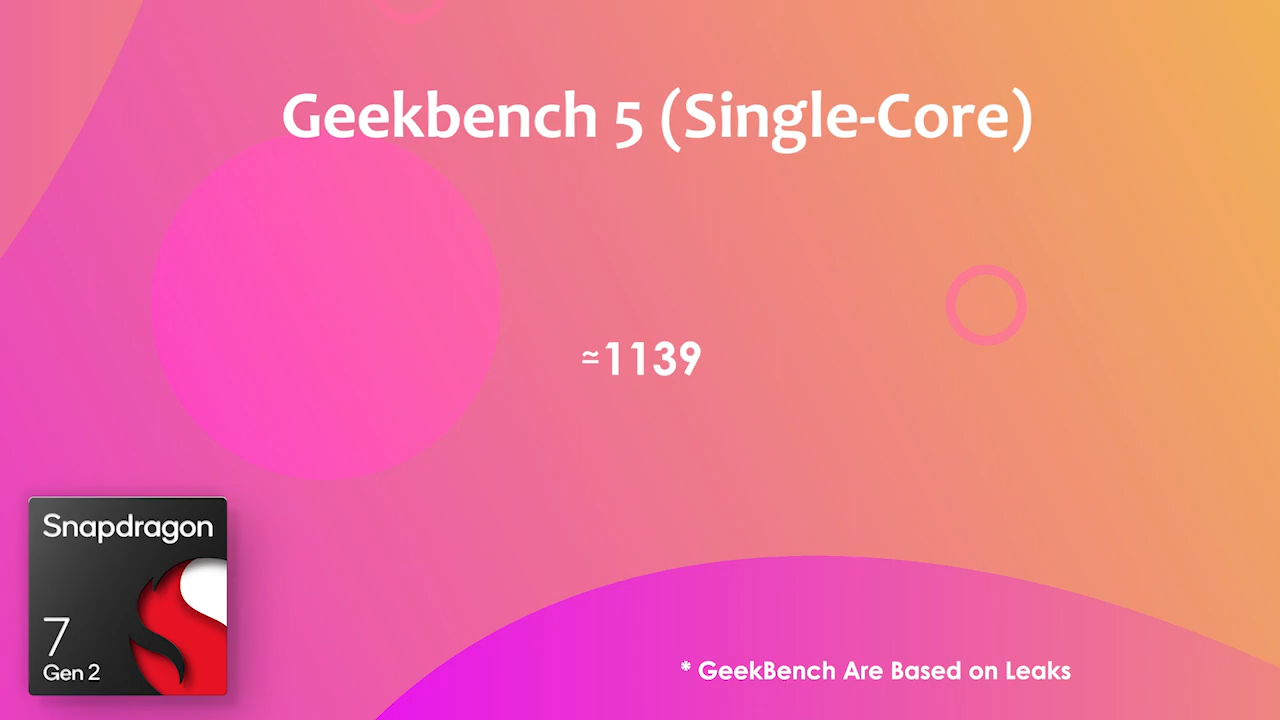 Geekbench 5 (Single-Core)
≃1139
Snapdragon
7
Gen 2
* GeekBench Are Based on Leaks